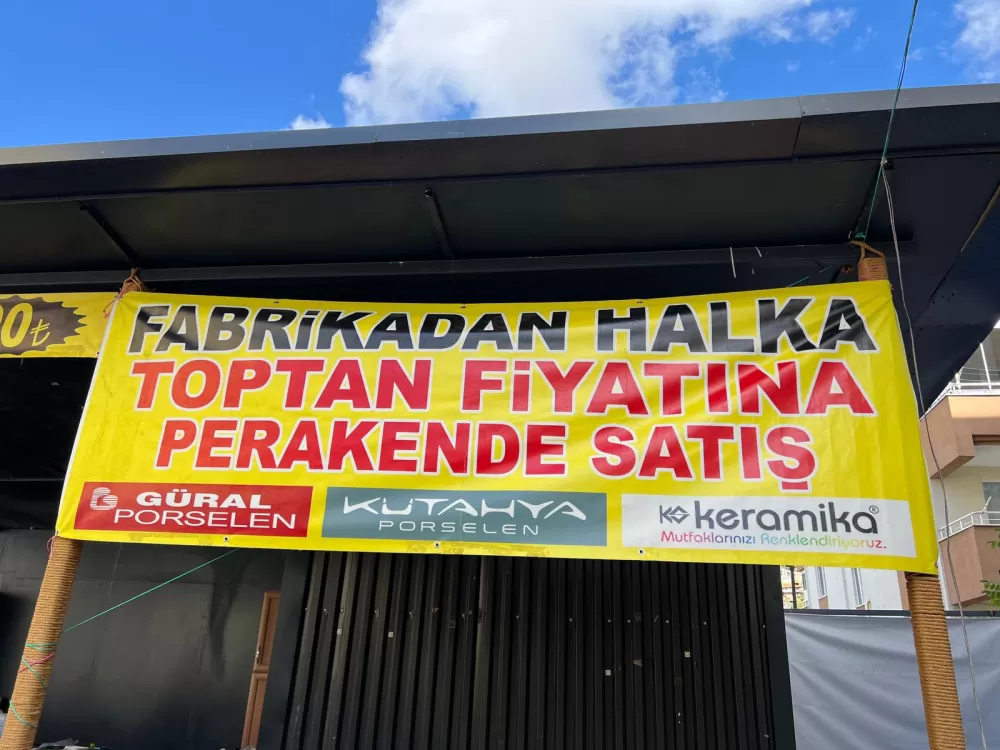 FABRİKADAN HALKA
TOPTAN FİYATINA
PERAKENDE SATIŞ
GÜRAL
PORSELEN
KUTAHYA
PORSELEN
keramika®
Mutfaklarınızı Renklendiriyoruz.